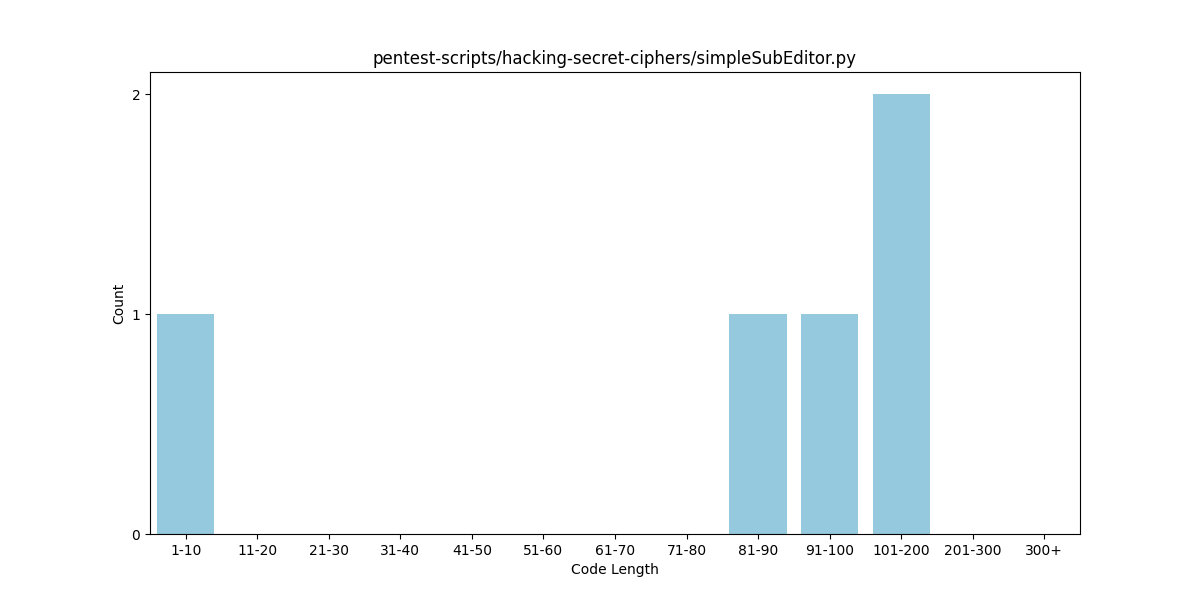 pentest-scripts/hacking-secret-ciphers/simpleSubEditor.py
2
1
0
Count
1-10 11-20 21-30 31-40 41-50 51-60 61-70 71-80 81-90 91-100 101-200 201-300 300+
Code Length